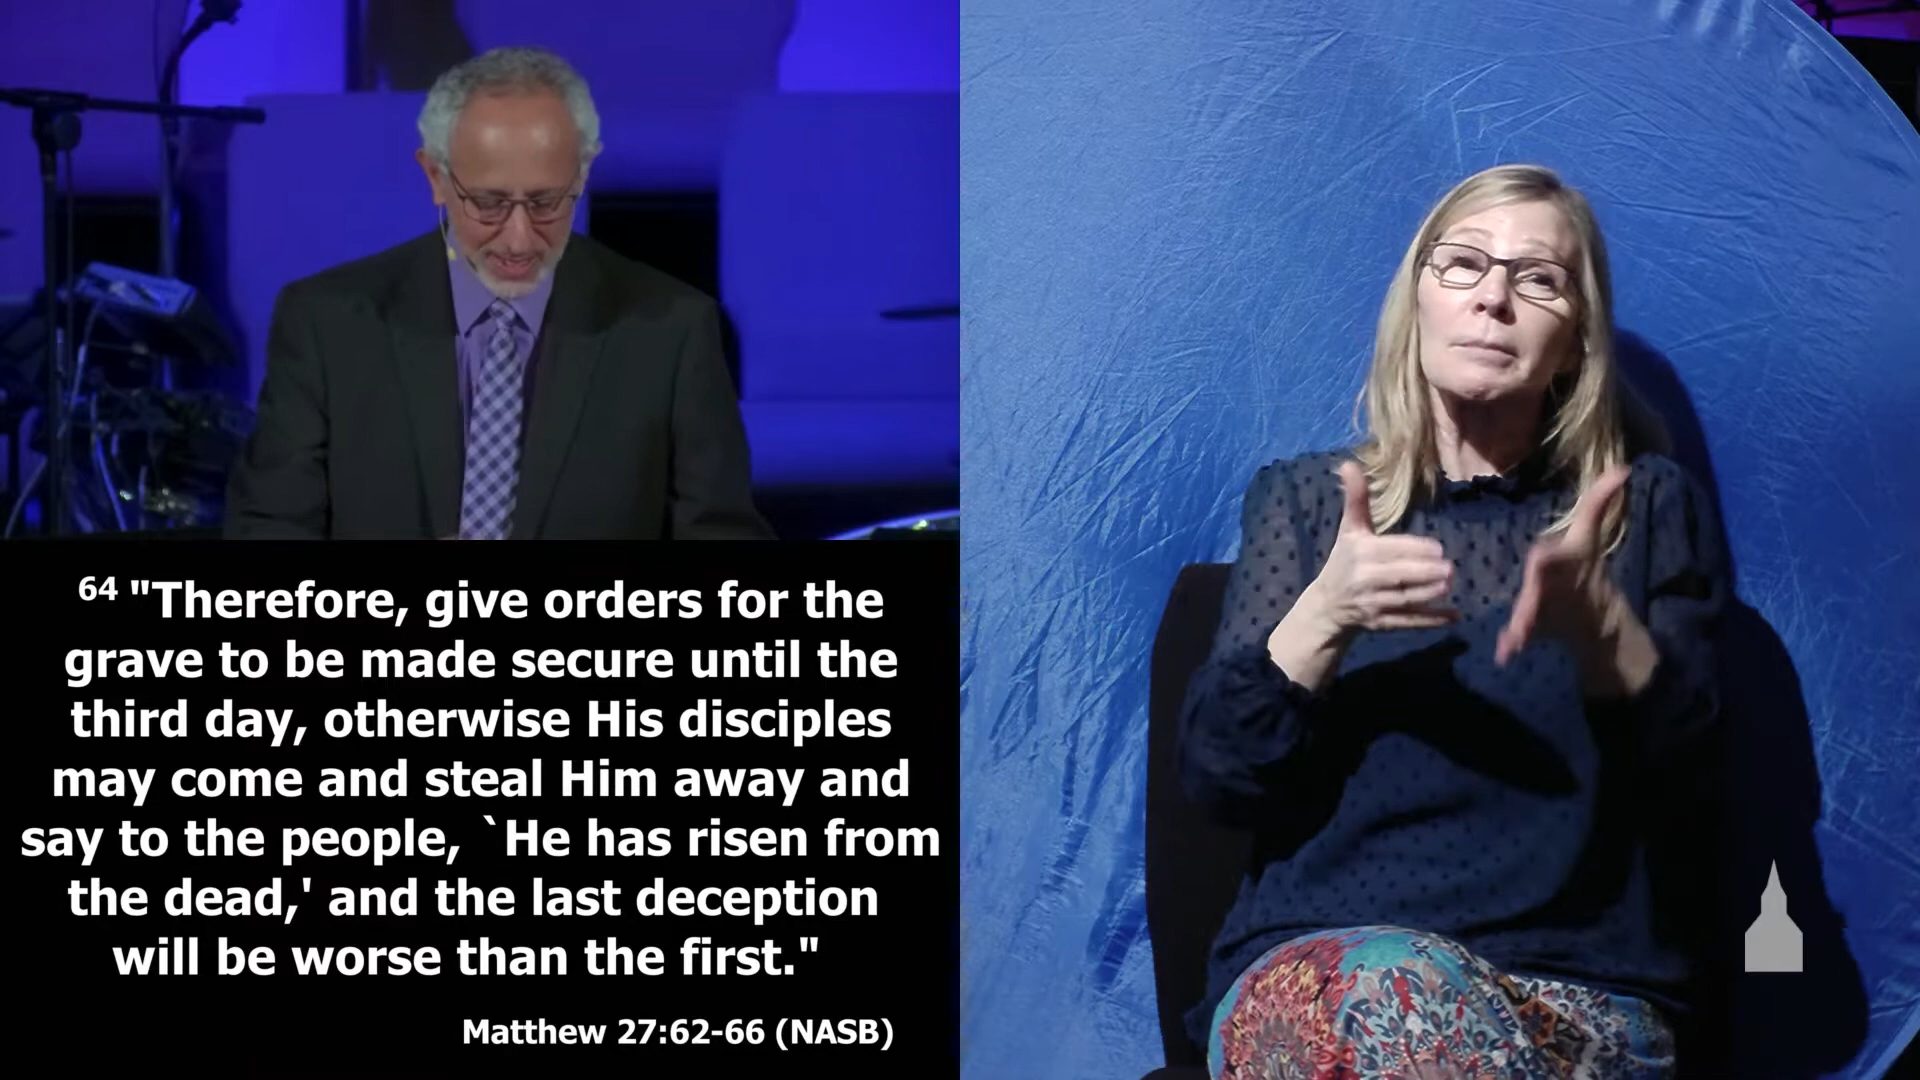 64 "Therefore, give orders for the
grave to be made secure until the
third day, otherwise His disciples
may come and steal Him away and
say to the people, `He has risen from
the dead,' and the last deception
will be worse than the first."
Matthew 27:62-66 (NASB)